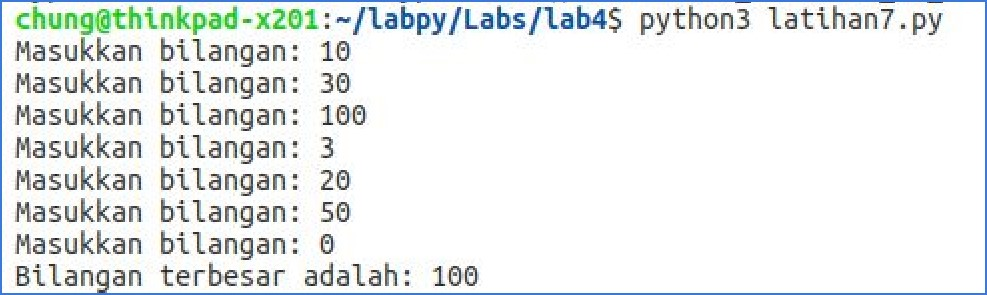 chung@thinkpad-x201:~/labpy/Labs/lab4$ python3 latihan7.py
Masukkan bilangan: 10
Masukkan bilangan: 30
Masukkan bilangan: 100
Masukkan bilangan: 3
Masukkan bilangan: 20
Masukkan bilangan: 50
Masukkan bilangan: 0
Bilangan terbesar adalah: 100